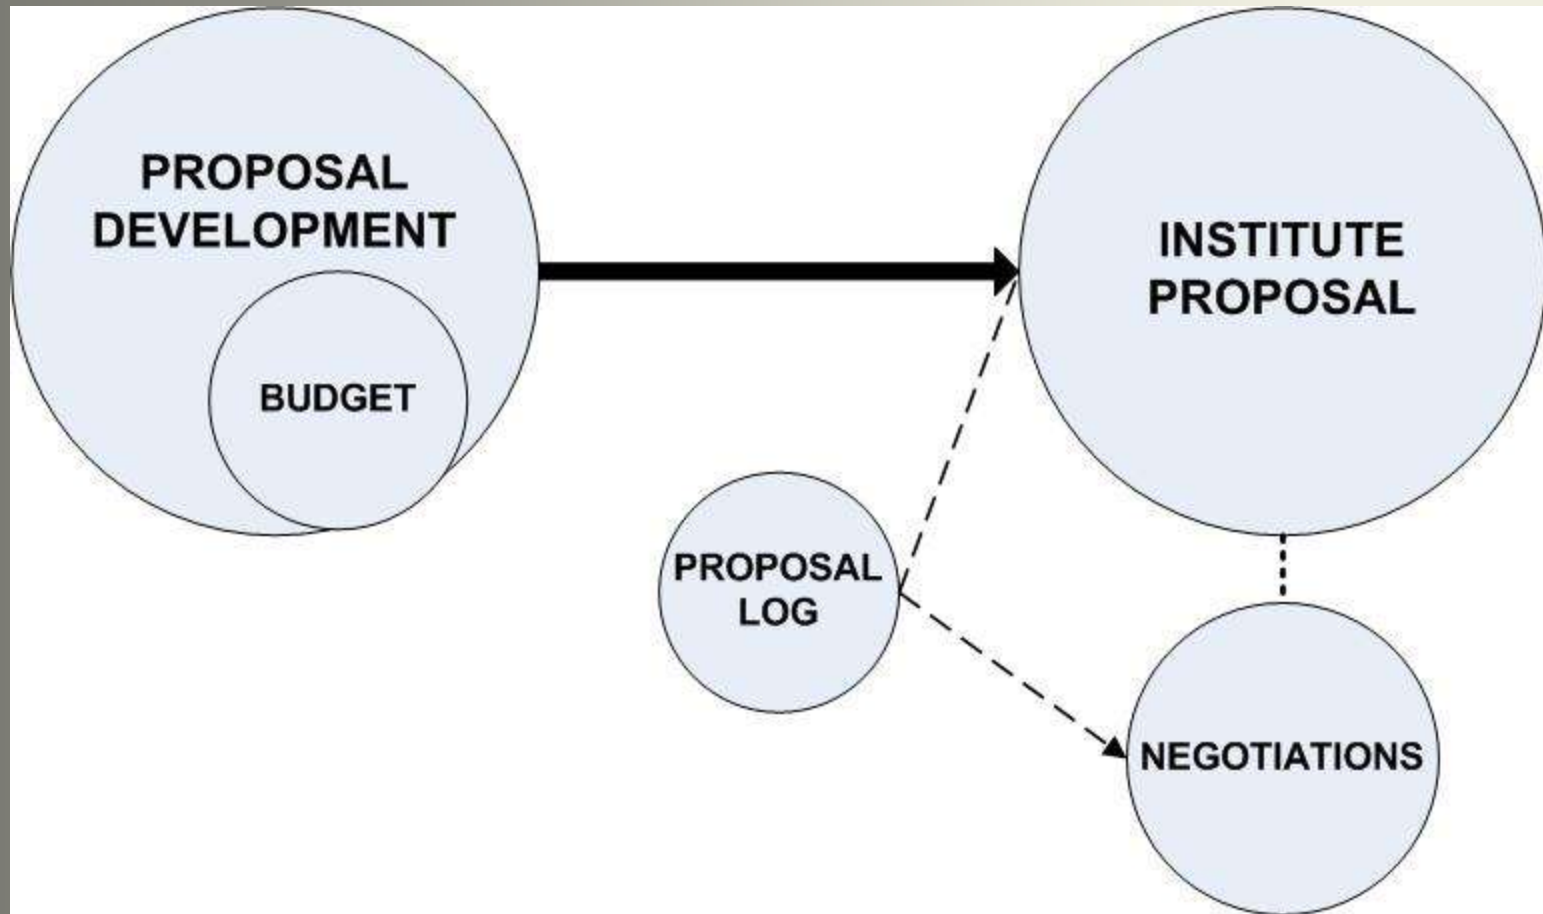 PROPOSAL
DEVELOPMENT
BUDGET
INSTITUTE
PROPOSAL
PROPOSAL
LOG
NEGOTIATIONS